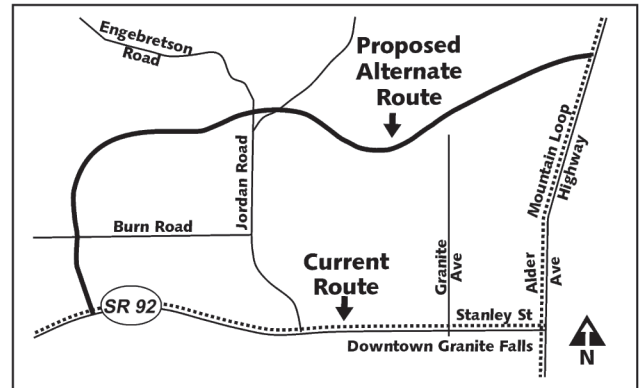 Engebretson
Road
Proposed
Alternate
Route
Mountain Loop
Highway
Jordan Road
Burn Road
Current
Route
Granite
Ave
Alder
Ave
SR 92
Stanley St
Downtown Granite Falls
N